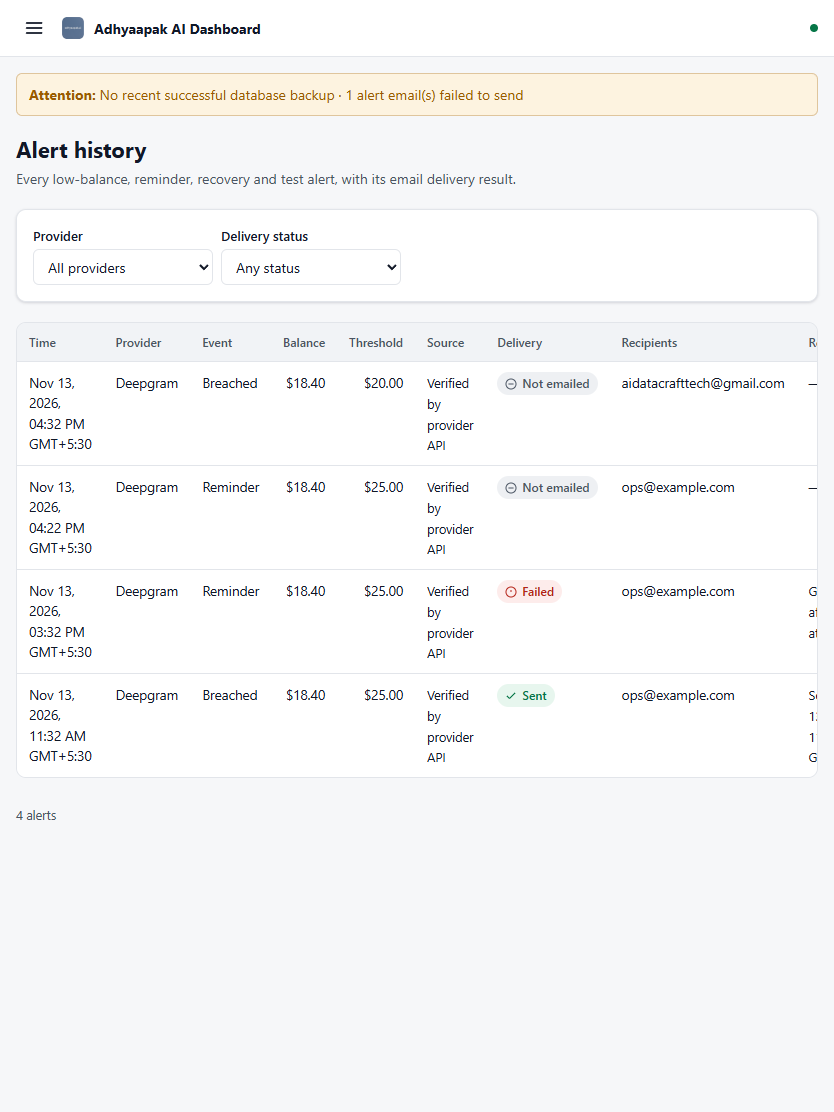 Adhyaapak AI Dashboard
Attention: No recent successful database backup · 1 alert email(s) failed to send
Alert history
Every low-balance, reminder, recovery and test alert, with its email delivery result.
Provider Delivery status
All providers Any status
Time Provider Event Balance Threshold Source Delivery Recipients
Nov 13, Deepgram Breached $18.40 $20.00 Verified Not emailed aidatacrafttech@gmail.com —
2026, by
04:32 PM provider
GMT+5:30 API
Nov 13, Deepgram Reminder $18.40 $25.00 Verified Not emailed ops@example.com —
2026, by
04:22 PM provider
GMT+5:30 API
Nov 13, Deepgram Reminder $18.40 $25.00 Verified Failed ops@example.com
2026, by
03:32 PM provider
GMT+5:30 API
Nov 13, Deepgram Breached $18.40 $25.00 Verified Sent ops@example.com
2026, by
11:32 AM provider
GMT+5:30 API
4 alerts